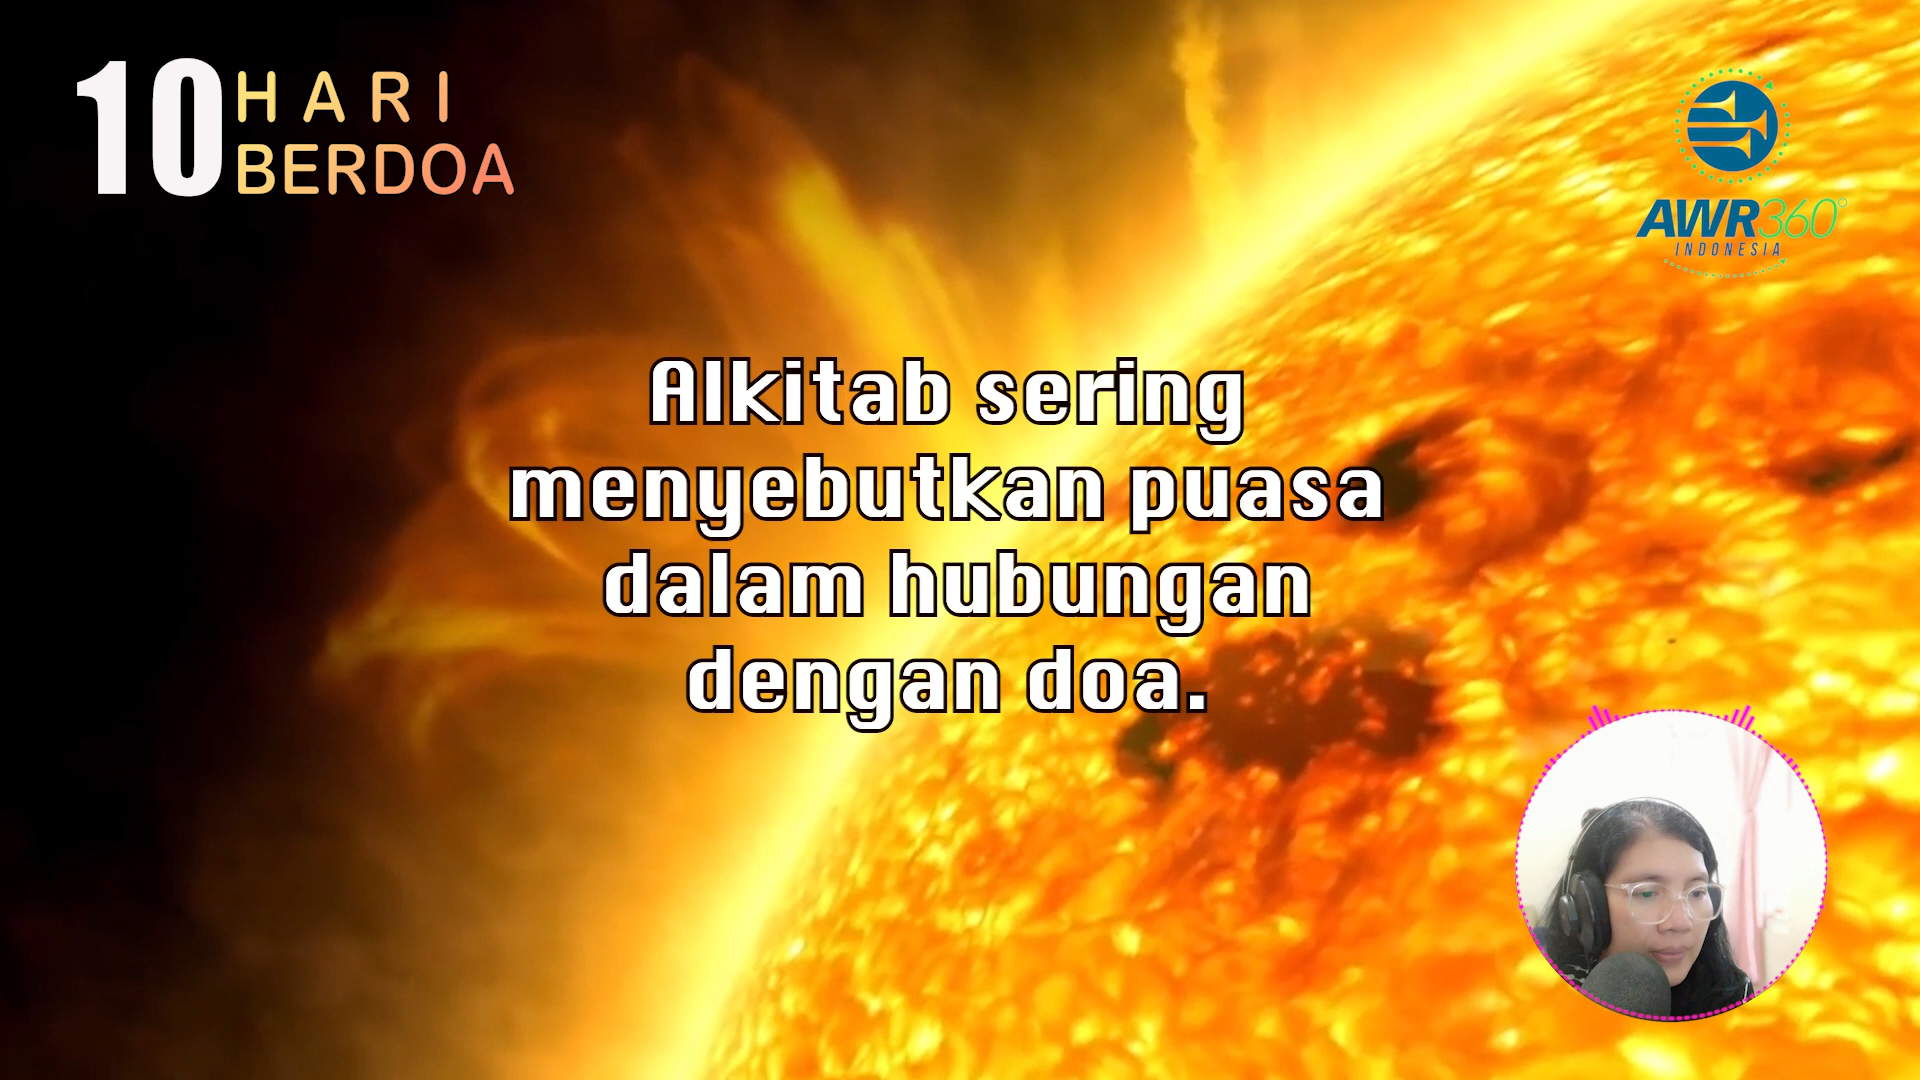 10 HARI
BERDOA
AWR360°
INDONESIA
Alkitab sering
menyebutkan puasa
dalam hubungan
dengan doa.